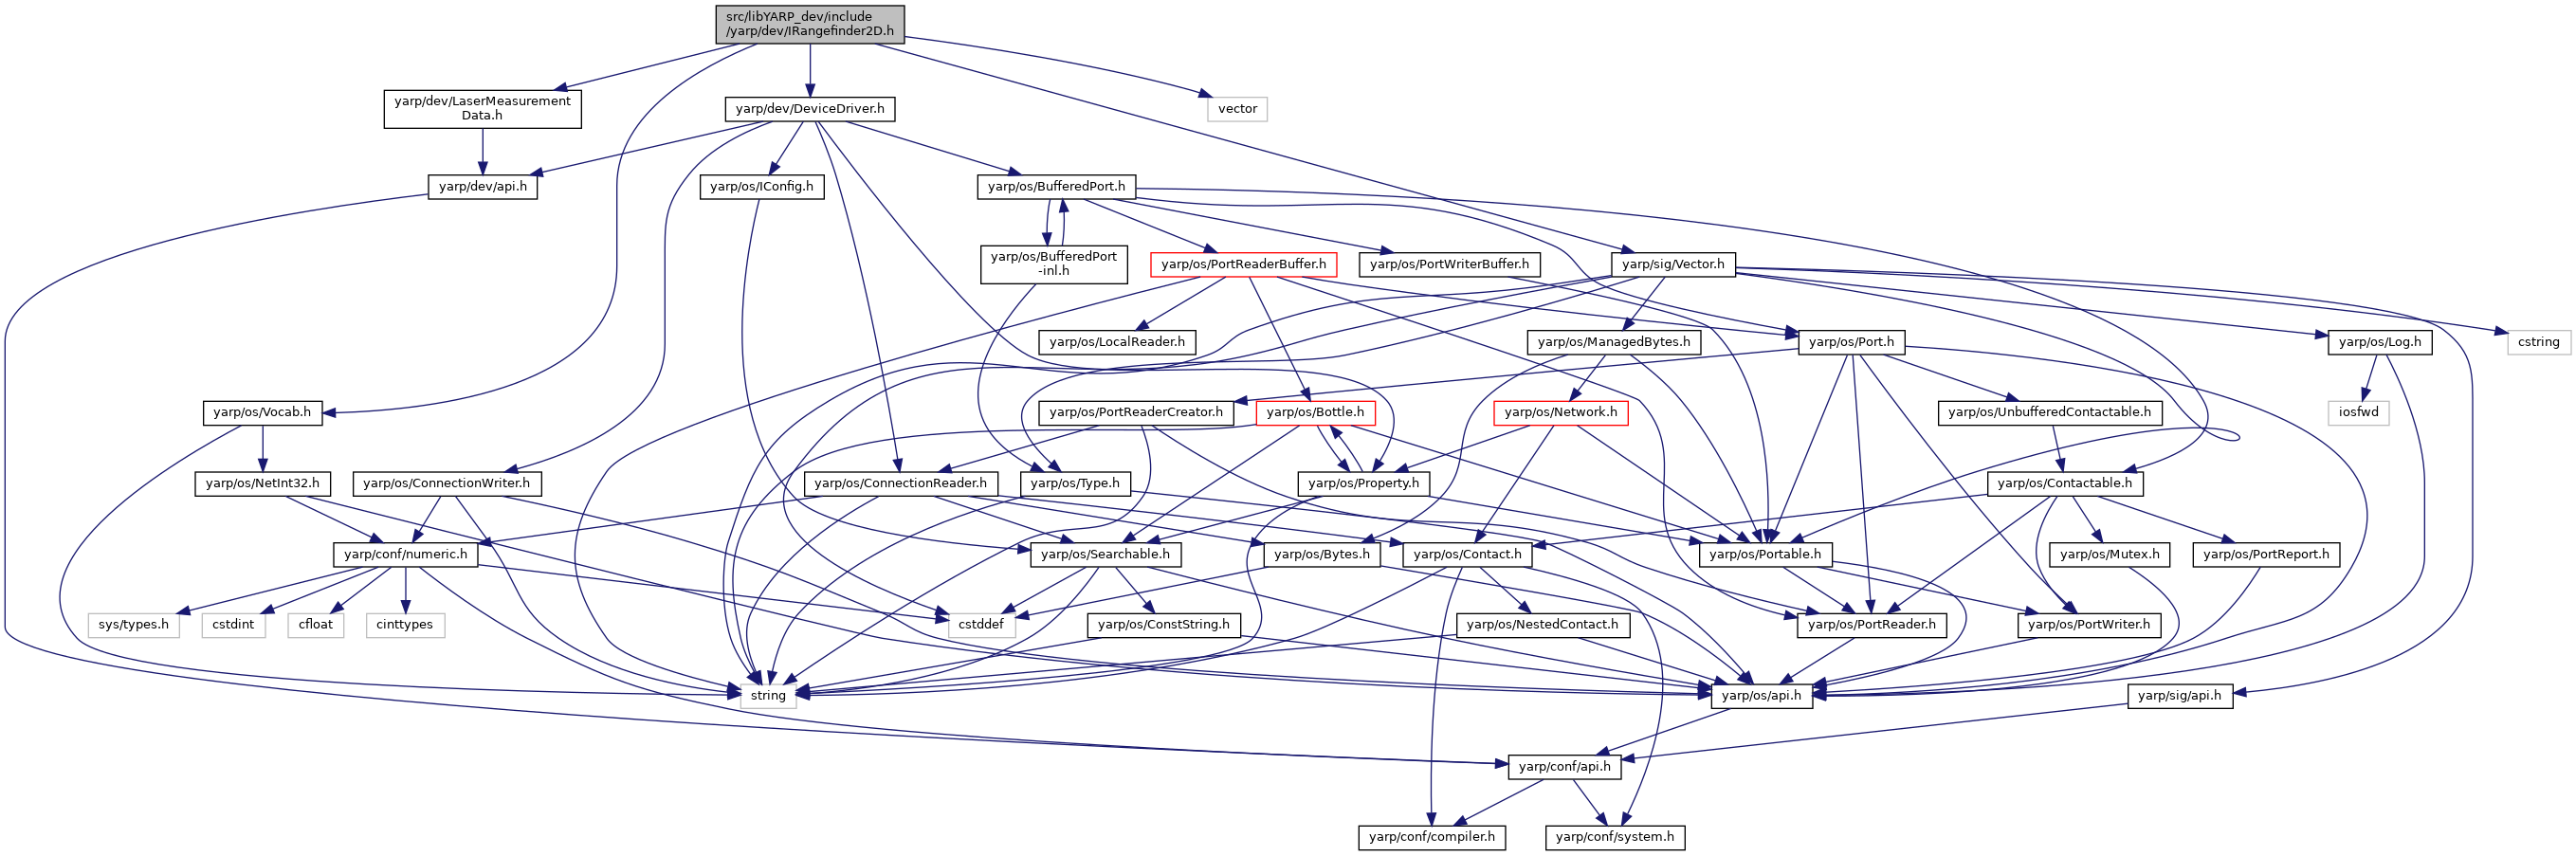 src/libYARP_dev/include
/yarp/dev/IRangefinder2D.h
yarp/dev/LaserMeasurement
Data.h
yarp/dev/DeviceDriver.h
vector
yarp/dev/api.h
yarp/os/IConfig.h
yarp/os/BufferedPort.h
yarp/os/BufferedPort
-inl.h
yarp/os/PortReaderBuffer.h
yarp/os/PortWriterBuffer.h
yarp/sig/Vector.h
yarp/os/LocalReader.h
yarp/os/ManagedBytes.h
yarp/os/Port.h
yarp/os/Log.h
cstring
yarp/os/Vocab.h
yarp/os/PortReaderCreator.h
yarp/os/Bottle.h
yarp/os/Network.h
yarp/os/UnbufferedContactable.h
iosfwd
yarp/os/NetInt32.h
yarp/os/ConnectionWriter.h
yarp/os/ConnectionReader.h
yarp/os/Type.h
yarp/os/Property.h
yarp/os/Contactable.h
yarp/conf/numeric.h
yarp/os/Searchable.h
yarp/os/Bytes.h
yarp/os/Contact.h
yarp/os/Portable.h
yarp/os/Mutex.h
yarp/os/PortReport.h
sys/types.h
cstdint
cfloat
cinttypes
cstddef
yarp/os/ConstString.h
yarp/os/NestedContact.h
yarp/os/PortReader.h
yarp/os/PortWriter.h
string
yarp/os/api.h
yarp/sig/api.h
yarp/conf/api.h
yarp/conf/compiler.h
yarp/conf/system.h